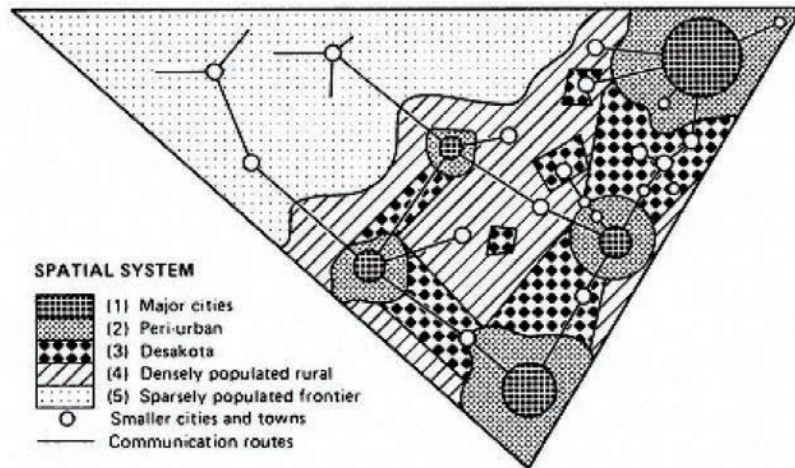 SPATIAL SYSTEM
(1) Major cities
(2) Peri-urban
(3) Desakota
(4) Densely populated rural
(5) Sparsely populated frontier
Smaller cities and towns
Communication routes